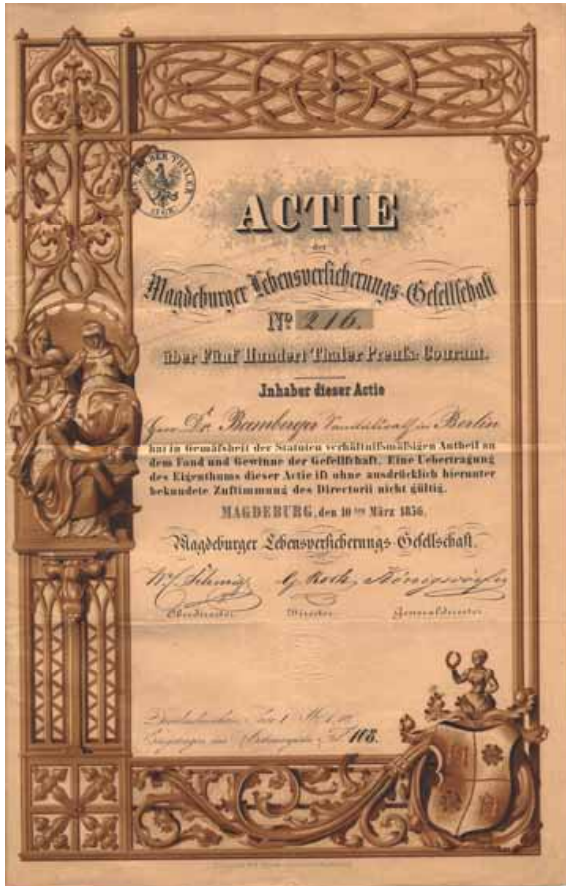 ACTIE
der
Magdeburger Lebensversicherungs-Gesellschaft
No 216.
über Fünf Hundert Thaler Preuss: Courant.
Inhaber dieser Actie
Herr Dr. Bamberger Sanitätsrath in Berlin
hat in Gemäsheit der Statuten verhältnissmässigen Antheil an
dem Fond und Gewinne der Gesellschaft. Eine Uebertragung
des Eigenthums dieser Actie ist ohne ausdrücklich hierunter
bekundete Zustimmung des Directorii nicht gültig.
MAGDEBURG, den 10ten März 1856.
Magdeburger Lebensversicherungs-Gesellschaft.
Oberdirector Director Generaldirector
168.